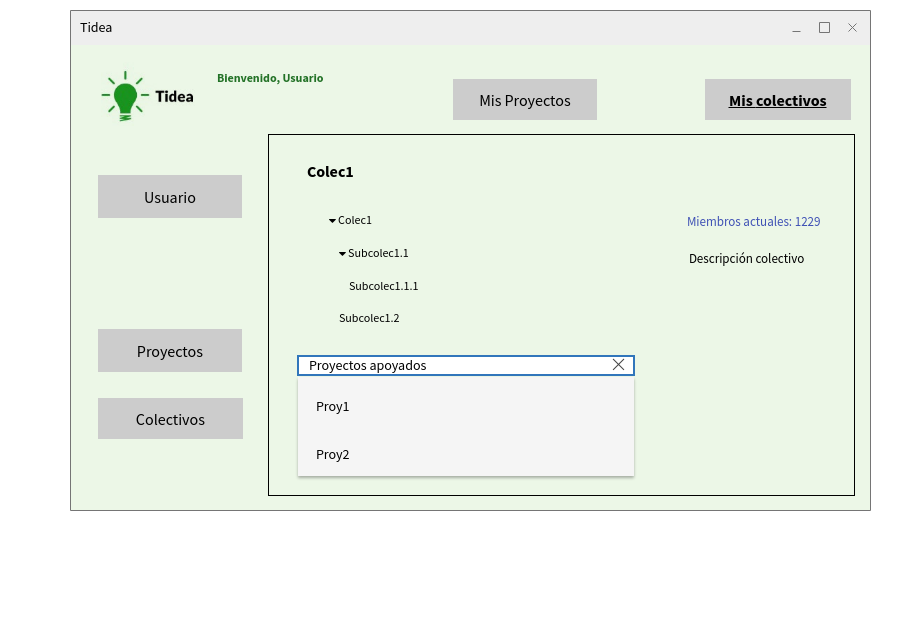 Tidea
Bienvenido, Usuario
Tidea
Mis Proyectos
Mis colectivos
Usuario
Proyectos
Colectivos
Colec1
Colec1
Subcolec1.1
Subcolec1.1.1
Subcolec1.2
Miembros actuales: 1229
Descripción colectivo
Proyectos apoyados
Proy1
Proy2